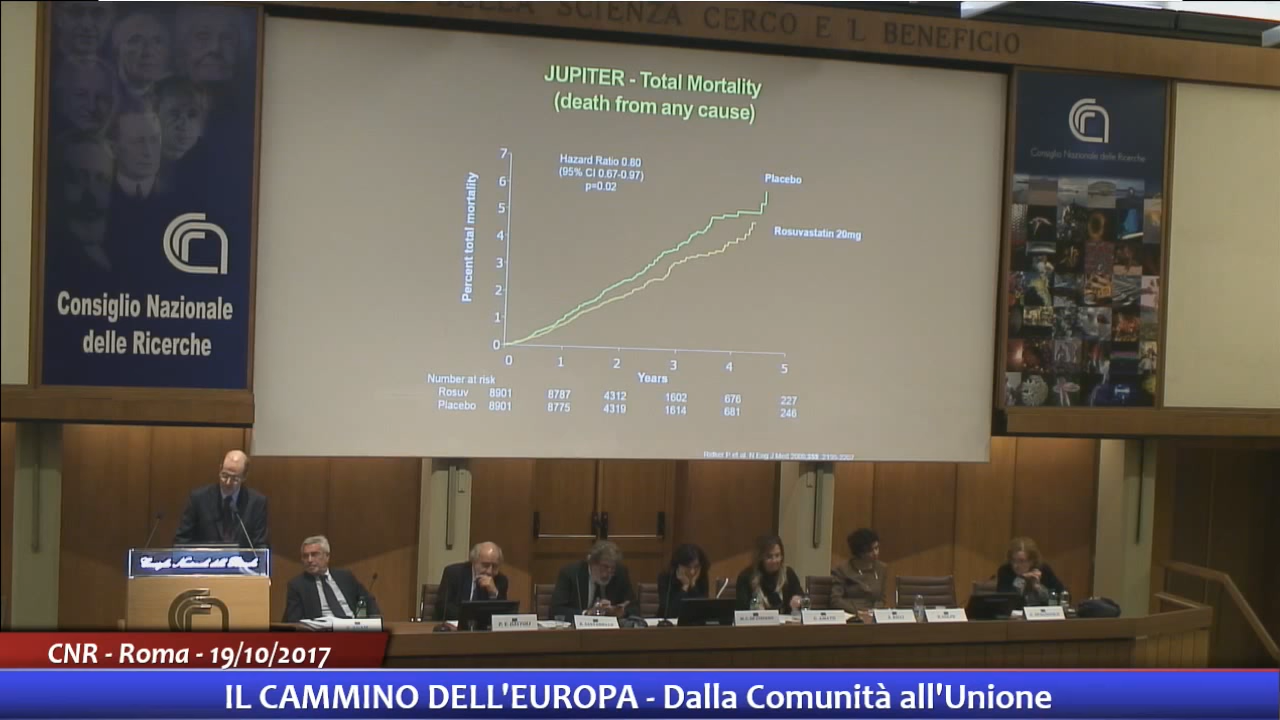 DELLA SCIENZA CERCO E 'L BENEFICIO
JUPITER - Total Mortality
(death from any cause)
Hazard Ratio 0.80
(95% CI 0.67-0.97)
p=0.02
Placebo
Rosuvastatin 20mg
Percent total mortality
7
6
5
4
3
2
1
0
0 1 2 3 4 5
Years
Number at risk
Rosuv 8901 8787 4312 1602 676 227
Placebo 8901 8775 4319 1614 681 246
Consiglio Nazionale
delle Ricerche
Consiglio Nazionale delle Ricerche
Consiglio Nazionale delle Ricerche
CNR - Roma - 19/10/2017
IL CAMMINO DELL'EUROPA - Dalla Comunità all'Unione